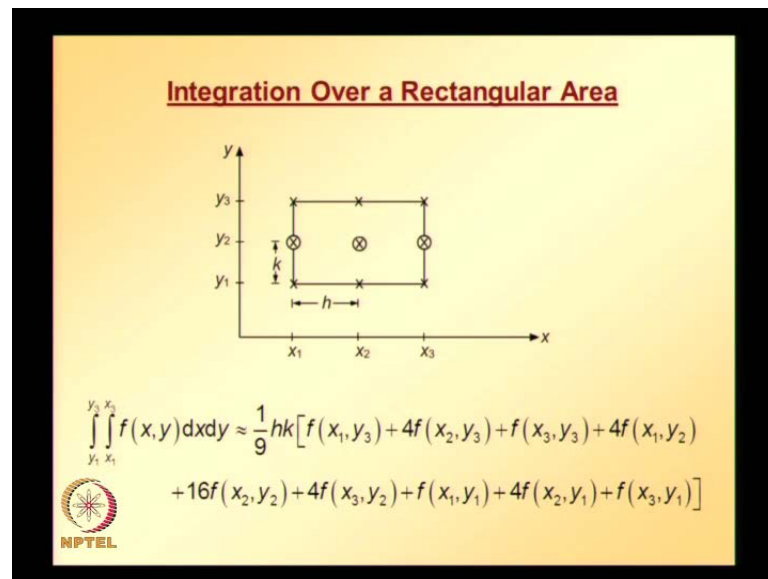 Integration Over a Rectangular Area
y
y₃
y₂
k
y₁
h
x
x₁ x₂ x₃
∫_{y₁}^{y₃} ∫_{x₁}^{x₃} f(x,y)dxdy ≈ 1/9 hk[f(x₁,y₃)+4f(x₂,y₃)+f(x₃,y₃)+4f(x₁,y₂)
+16f(x₂,y₂)+4f(x₃,y₂)+f(x₁,y₁)+4f(x₂,y₁)+f(x₃,y₁)]
NPTEL